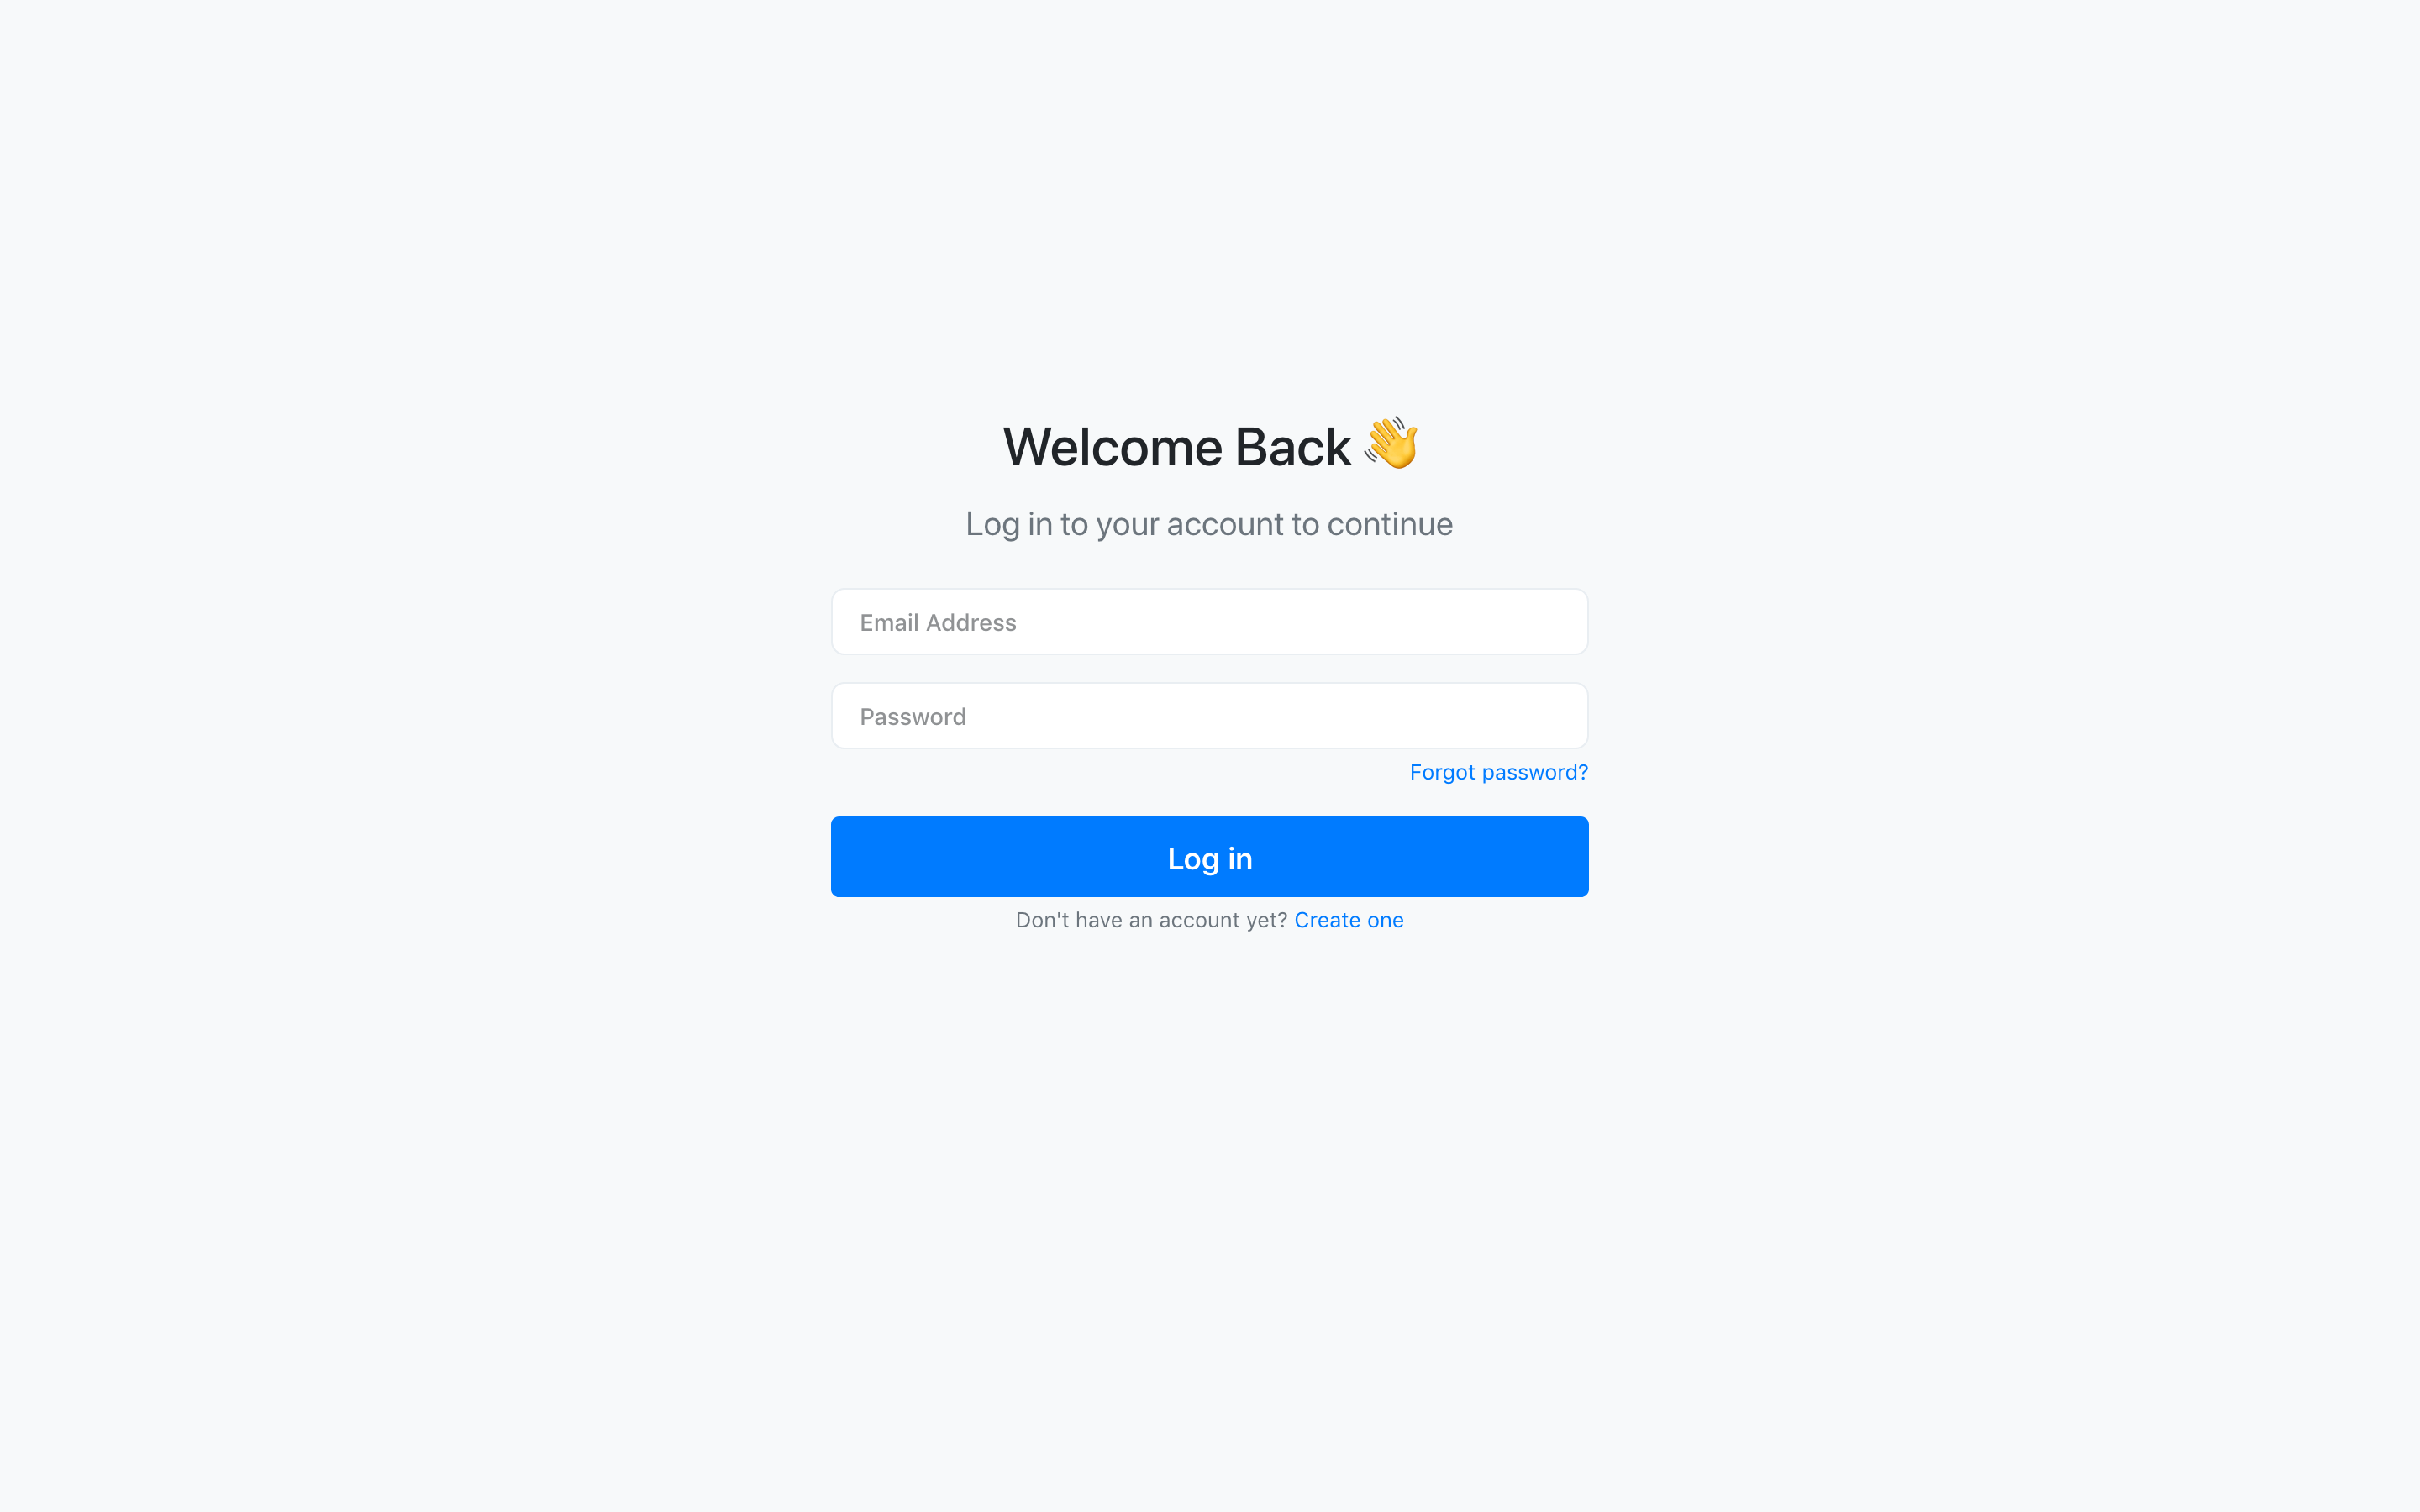 Welcome Back 👋
Log in to your account to continue
Email Address
Password
Forgot password?
Log in
Don't have an account yet? Create one